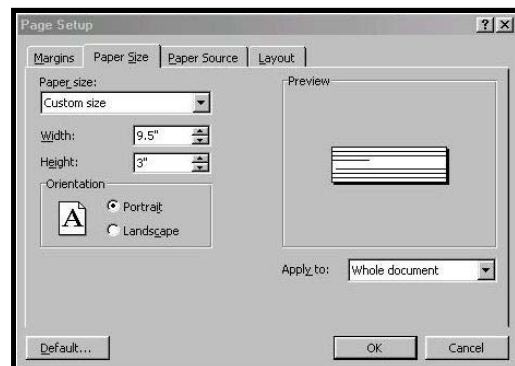 Page Setup
Margins Paper Size Paper Source Layout
Paper size:
Custom size
Width: 9.5"
Height: 3"
Orientation
A
Portrait
Landscape
Preview
Apply to: Whole document
Default... OK Cancel